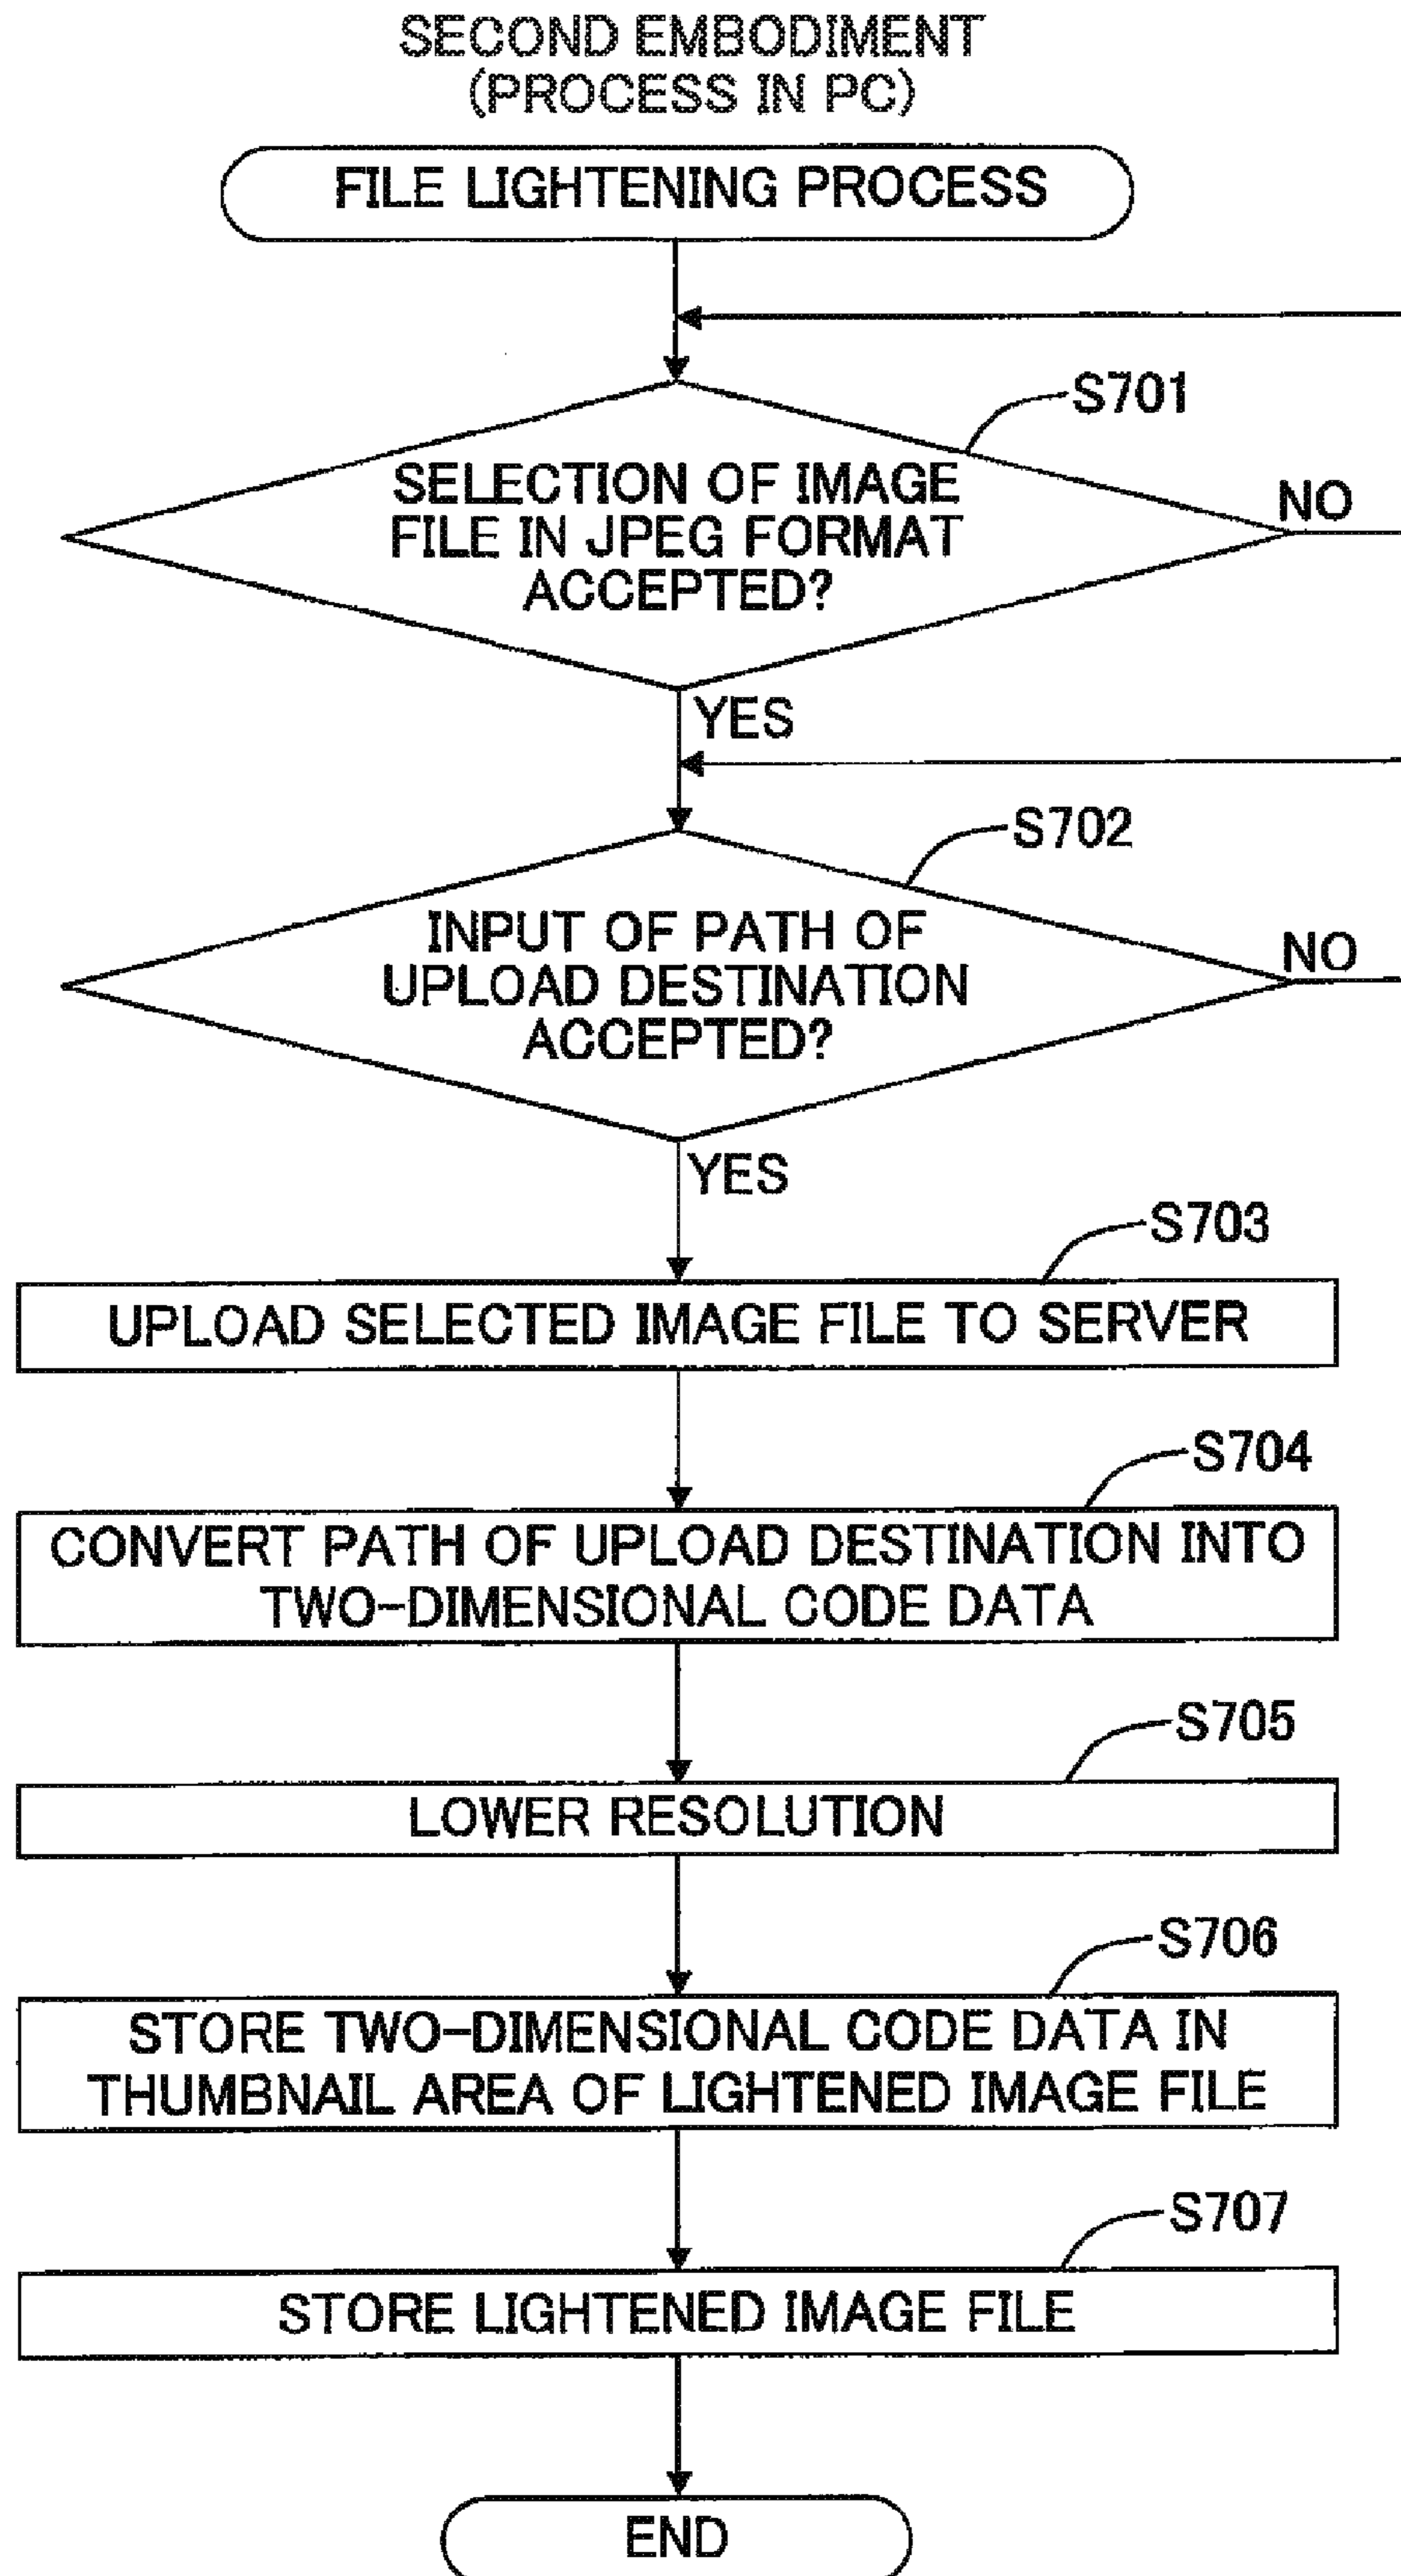 SECOND EMBODIMENT
(PROCESS IN PC)
FILE LIGHTENING PROCESS
S701
SELECTION OF IMAGE
FILE IN JPEG FORMAT
ACCEPTED?
NO
YES
S702
INPUT OF PATH OF
UPLOAD DESTINATION
ACCEPTED?
NO
YES
S703
UPLOAD SELECTED IMAGE FILE TO SERVER
S704
CONVERT PATH OF UPLOAD DESTINATION INTO
TWO-DIMENSIONAL CODE DATA
S705
LOWER RESOLUTION
S706
STORE TWO-DIMENSIONAL CODE DATA IN
THUMBNAIL AREA OF LIGHTENED IMAGE FILE
S707
STORE LIGHTENED IMAGE FILE
END